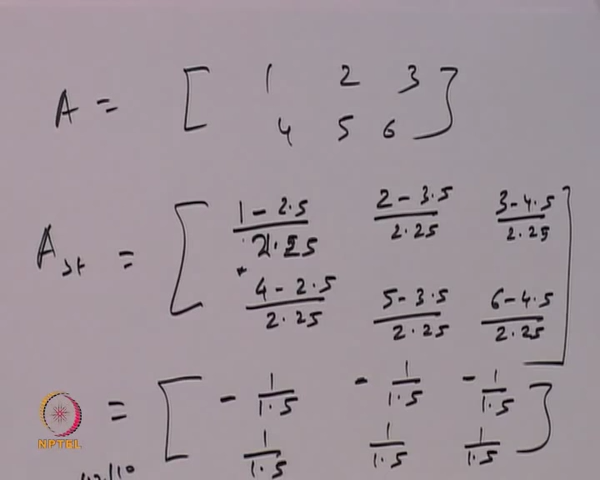 A = [ 1 2 3
4 5 6 ]
A_st = [ 1 - 2.5 / 2.25 2 - 3.5 / 2.25 3 - 4.5 / 2.25
4 - 2.5 / 2.25 5 - 3.5 / 2.25 6 - 4.5 / 2.25 ]
= [ - 1 / 1.5 - 1 / 1.5 - 1 / 1.5
1 / 1.5 1 / 1.5 1 / 1.5 ]
NPTEL